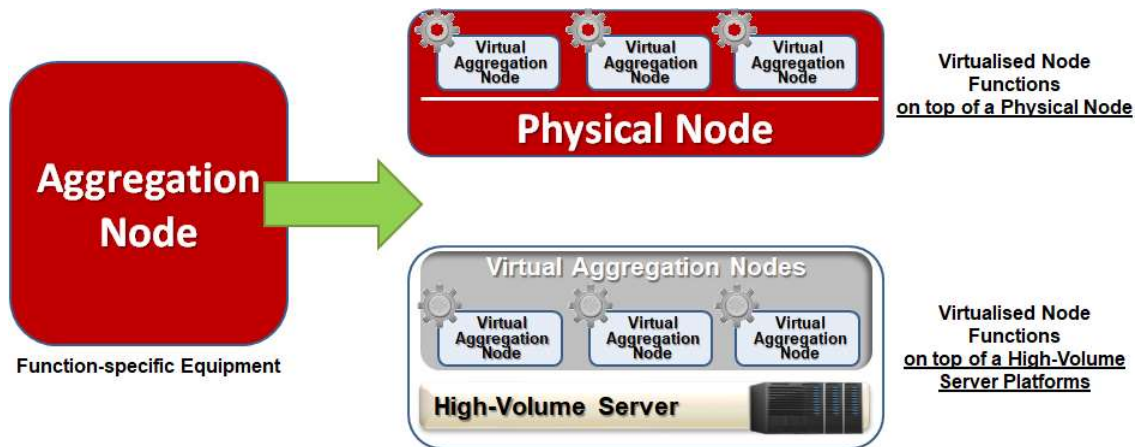 Aggregation
Node
Function-specific Equipment
Virtual
Aggregation
Node
Virtual
Aggregation
Node
Virtual
Aggregation
Node
Physical Node
Virtualised Node
Functions
on top of a Physical Node
Virtual Aggregation Nodes
Virtual
Aggregation
Node
Virtual
Aggregation
Node
Virtual
Aggregation
Node
High-Volume Server
Virtualised Node
Functions
on top of a High-Volume
Server Platforms